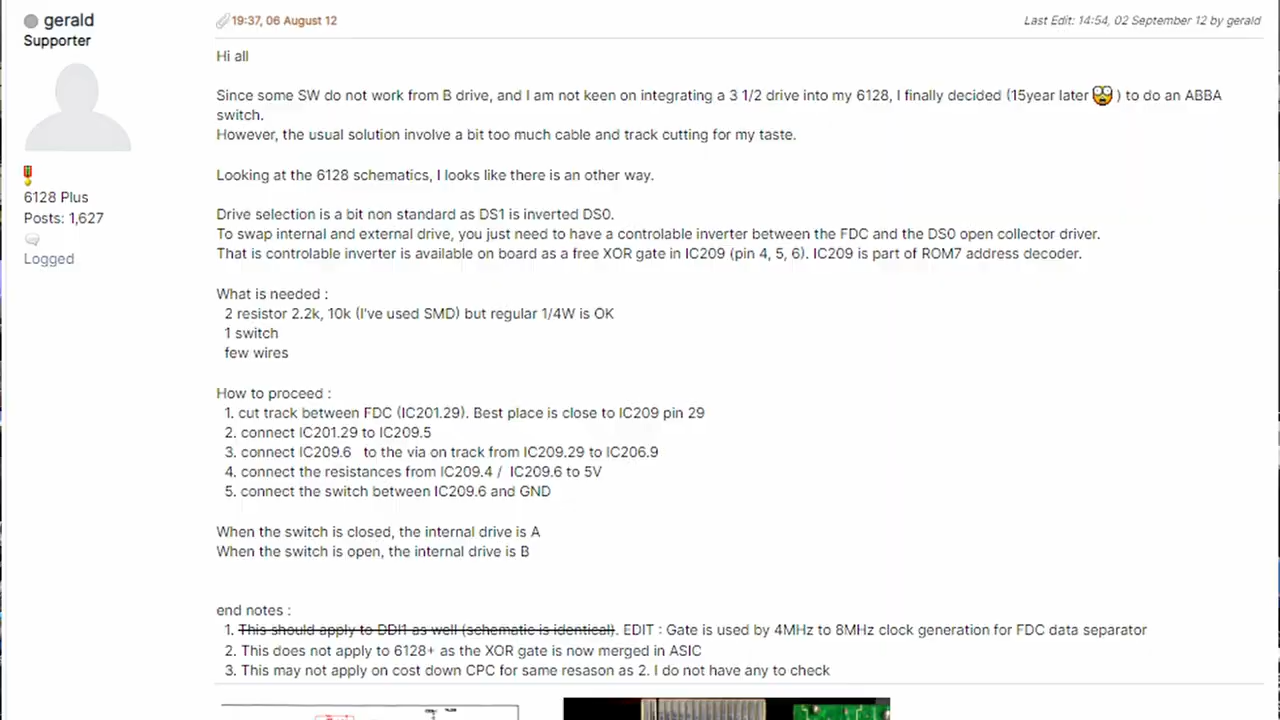 gerald
Supporter
6128 Plus
Posts: 1,627
Logged
19:37, 06 August 12
Last Edit: 14:54, 02 September 12 by gerald
Hi all
Since some SW do not work from B drive, and I am not keen on integrating a 3 1/2 drive into my 6128, I finally decided (15year later ) to do an ABBA
switch.
However, the usual solution involve a bit too much cable and track cutting for my taste.
Looking at the 6128 schematics, I looks like there is an other way.
Drive selection is a bit non standard as DS1 is inverted DS0.
To swap internal and external drive, you just need to have a controlable inverter between the FDC and the DS0 open collector driver.
That is controlable inverter is available on board as a free XOR gate in IC209 (pin 4, 5, 6). IC209 is part of ROM7 address decoder.
What is needed :
2 resistor 2.2k, 10k (I've used SMD) but regular 1/4W is OK
1 switch
few wires
How to proceed :
1. cut track between FDC (IC201.29). Best place is close to IC209 pin 29
2. connect IC201.29 to IC209.5
3. connect IC209.6 to the via on track from IC209.29 to IC206.9
4. connect the resistances from IC209.4 / IC209.6 to 5V
5. connect the switch between IC209.6 and GND
When the switch is closed, the internal drive is A
When the switch is open, the internal drive is B
end notes :
1. This should apply to DDI1 as well (schematic is identical). EDIT : Gate is used by 4MHz to 8MHz clock generation for FDC data separator
2. This does not apply to 6128+ as the XOR gate is now merged in ASIC
3. This may not apply on cost down CPC for same resason as 2. I do not have any to check